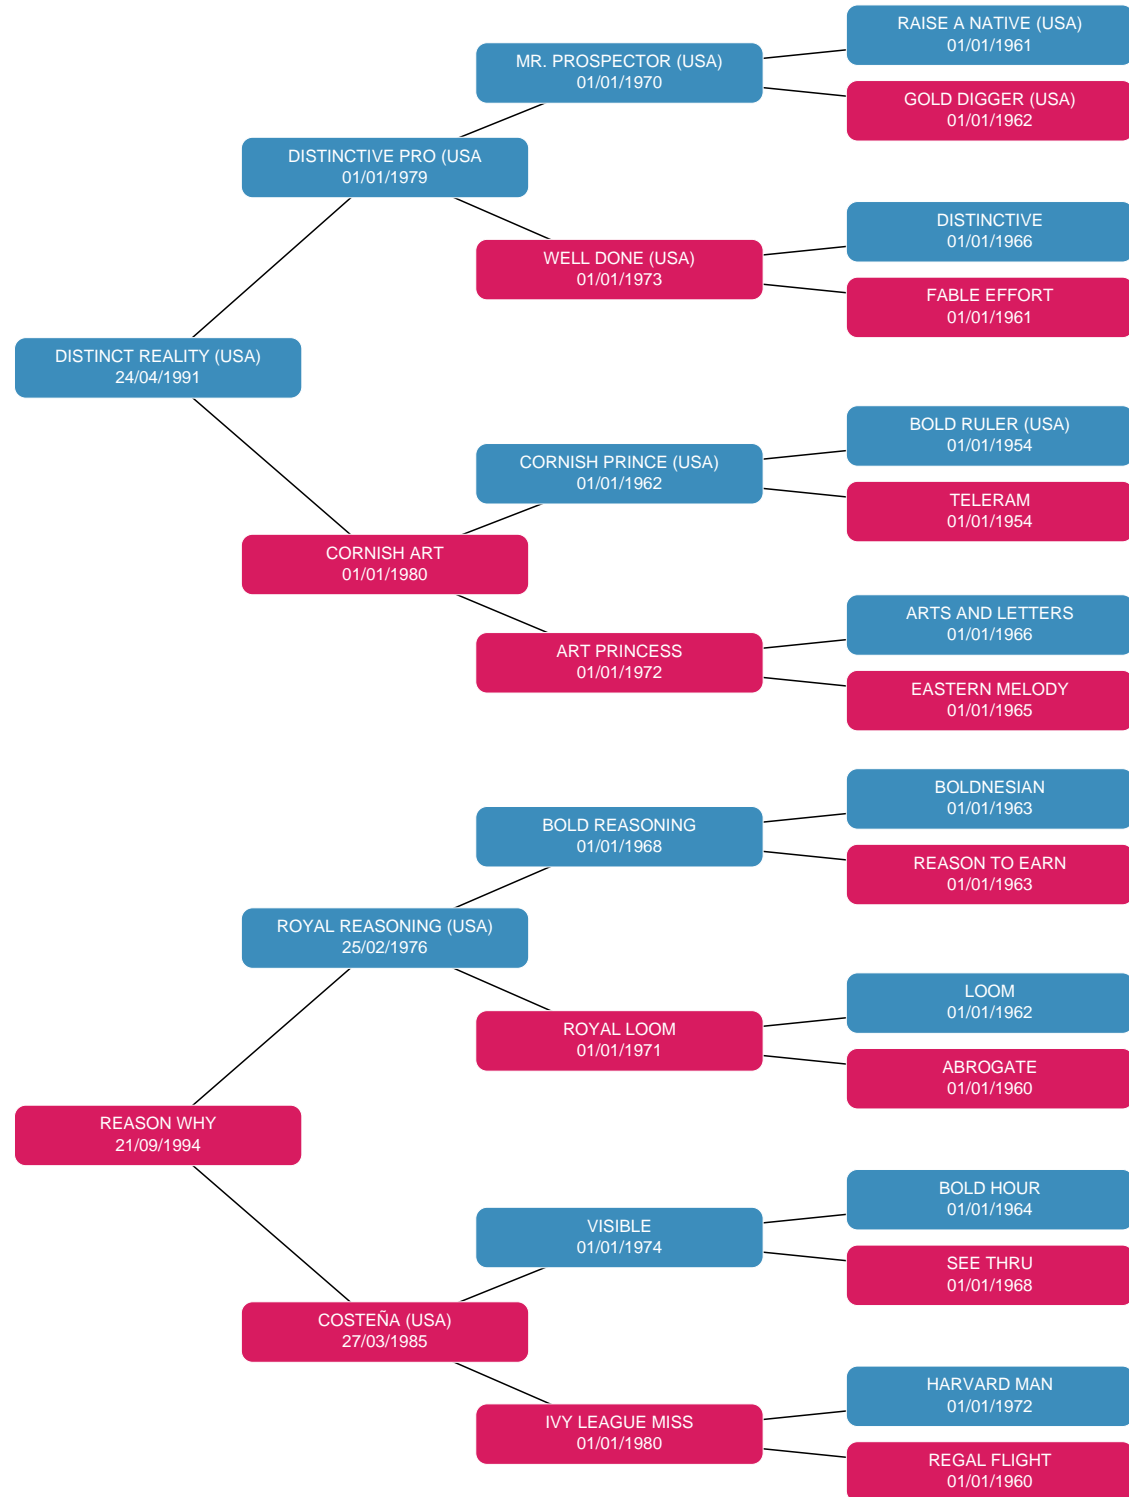 RAISE A NATIVE (USA)
01/01/1961
MR. PROSPECTOR (USA)
01/01/1970
GOLD DIGGER (USA)
01/01/1962
DISTINCTIVE PRO (USA
01/01/1979
DISTINCTIVE
01/01/1966
WELL DONE (USA)
01/01/1973
FABLE EFFORT
01/01/1961
DISTINCT REALITY (USA)
24/04/1991
BOLD RULER (USA)
01/01/1954
CORNISH PRINCE (USA)
01/01/1962
TELERAM
01/01/1954
CORNISH ART
01/01/1980
ARTS AND LETTERS
01/01/1966
ART PRINCESS
01/01/1972
EASTERN MELODY
01/01/1965
BOLDNESIAN
01/01/1963
BOLD REASONING
01/01/1968
REASON TO EARN
01/01/1963
ROYAL REASONING (USA)
25/02/1976
LOOM
01/01/1962
ROYAL LOOM
01/01/1971
ABROGATE
01/01/1960
REASON WHY
21/09/1994
BOLD HOUR
01/01/1964
VISIBLE
01/01/1974
SEE THRU
01/01/1968
COSTEÑA (USA)
27/03/1985
HARVARD MAN
01/01/1972
IVY LEAGUE MISS
01/01/1980
REGAL FLIGHT
01/01/1960